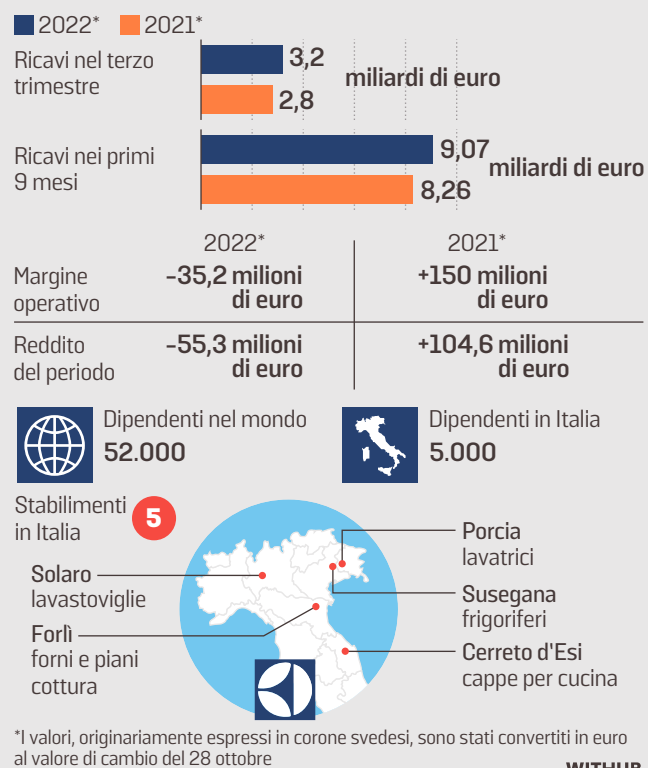 2022* 2021*
Ricavi nel terzo
trimestre
3,2
2,8
miliardi di euro
Ricavi nei primi
9 mesi
9,07
8,26
miliardi di euro
2022* 2021*
Margine
operativo
-35,2 milioni
di euro
+150 milioni
di euro
Reddito
del periodo
-55,3 milioni
di euro
+104,6 milioni
di euro
Dipendenti nel mondo
52.000
Dipendenti in Italia
5.000
Stabilimenti
in Italia
5
Solaro
lavastoviglie
Forlì
forni e piani
cottura
Porcia
lavatrici
Susegana
frigoriferi
Cerreto d'Esi
cappe per cucina
*I valori, originariamente espressi in corone svedesi, sono stati convertiti in euro
al valore di cambio del 28 ottobre
WITHUB